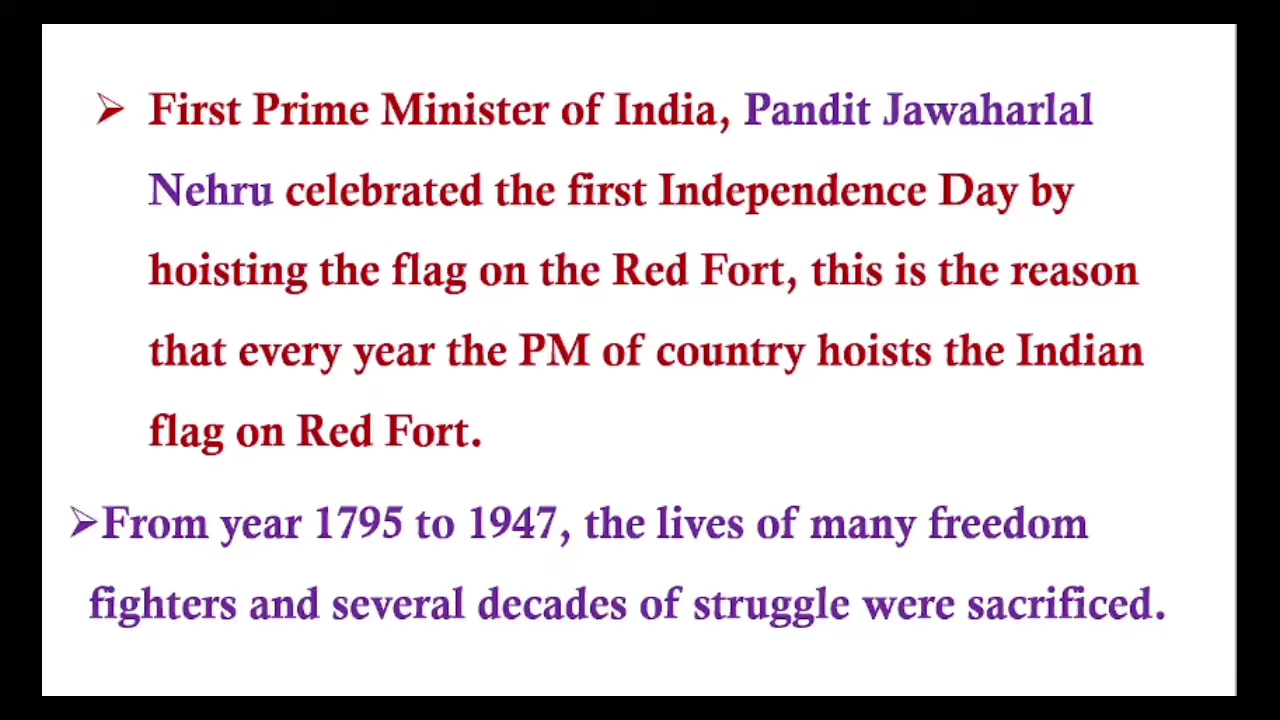 ➢ First Prime Minister of India, Pandit Jawaharlal
Nehru celebrated the first Independence Day by
hoisting the flag on the Red Fort, this is the reason
that every year the PM of country hoists the Indian
flag on Red Fort.
➢From year 1795 to 1947, the lives of many freedom
fighters and several decades of struggle were sacrificed.